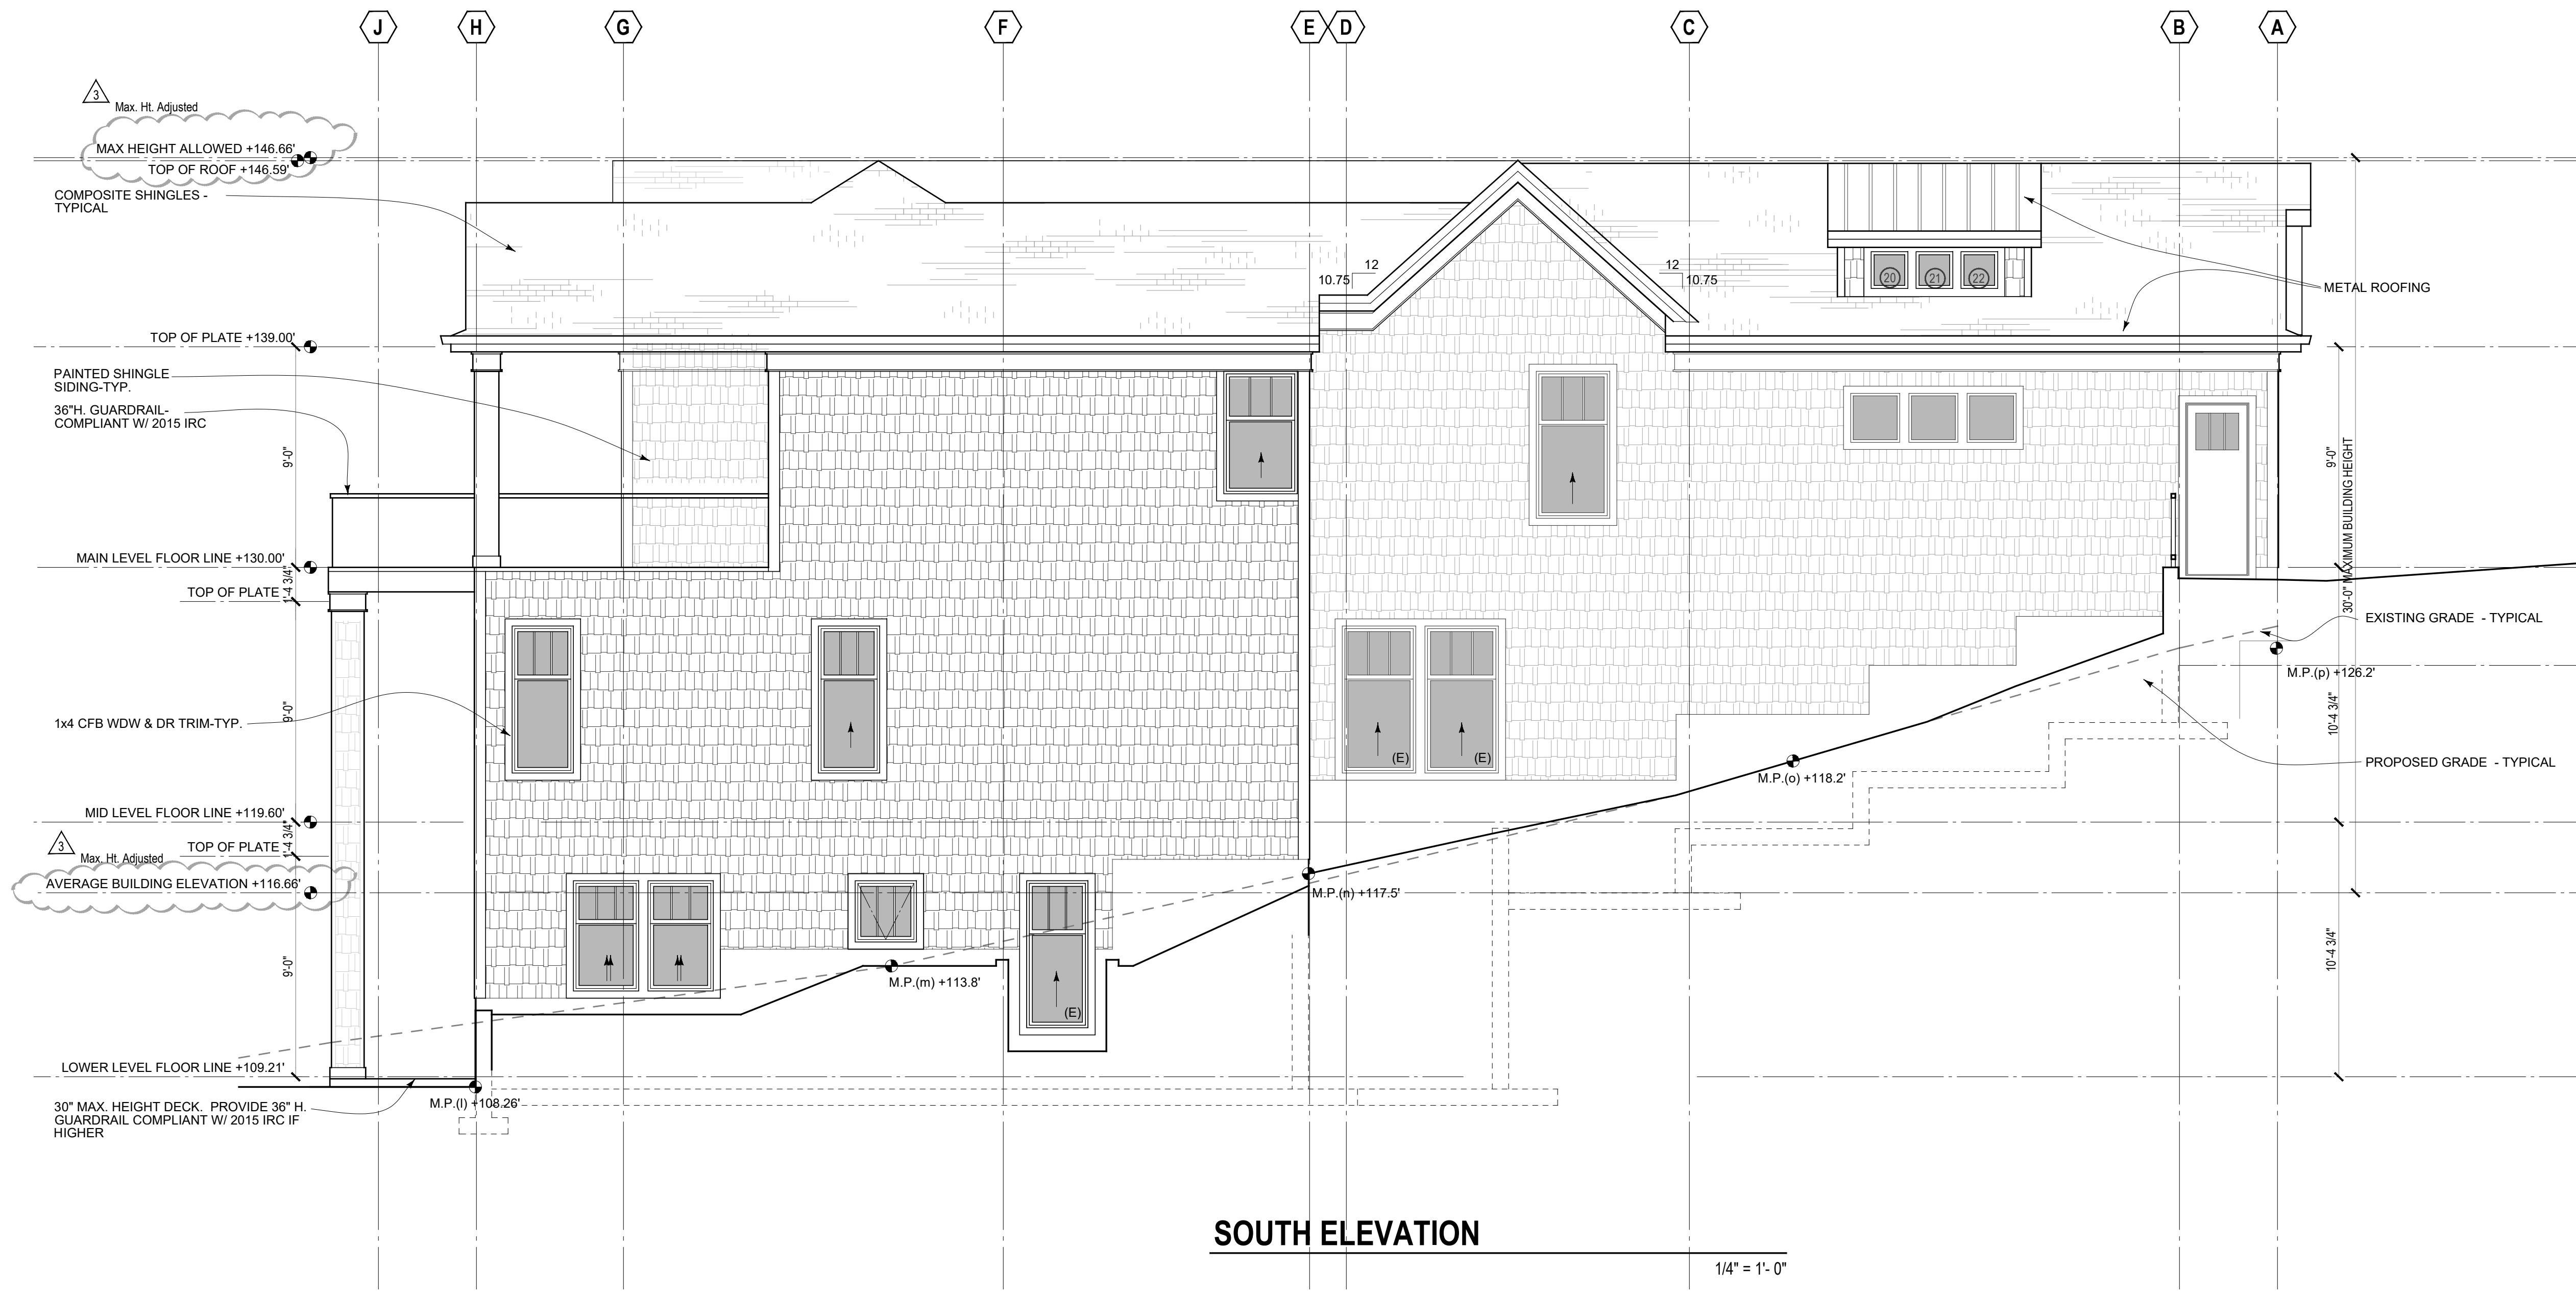 J
H
G
F
E
D
C
B
A
3
Max. Ht. Adjusted
MAX HEIGHT ALLOWED +146.66'
TOP OF ROOF +146.59'
COMPOSITE SHINGLES -
TYPICAL
12
10.75
12
10.75
20
21
22
METAL ROOFING
TOP OF PLATE +139.00'
PAINTED SHINGLE
SIDING-TYP.
36"H. GUARDRAIL-
COMPLIANT W/ 2015 IRC
9'-0"
9'-0"
30'-0" MAXIMUM BUILDING HEIGHT
MAIN LEVEL FLOOR LINE +130.00'
1'-4 3/4"
TOP OF PLATE
EXISTING GRADE - TYPICAL
M.P.(p) +126.2'
9'-0"
10'-4 3/4"
1x4 CFB WDW & DR TRIM-TYP.
(E)
(E)
PROPOSED GRADE - TYPICAL
M.P.(o) +118.2'
MID LEVEL FLOOR LINE +119.60'
1'-4 3/4"
TOP OF PLATE
3
Max. Ht. Adjusted
AVERAGE BUILDING ELEVATION +116.66'
M.P.(n) +117.5'
9'-0"
10'-4 3/4"
M.P.(m) +113.8'
(E)
LOWER LEVEL FLOOR LINE +109.21'
M.P.(l) +108.26'
30" MAX. HEIGHT DECK. PROVIDE 36" H.
GUARDRAIL COMPLIANT W/ 2015 IRC IF
HIGHER
SOUTH ELEVATION
1/4" = 1'- 0"